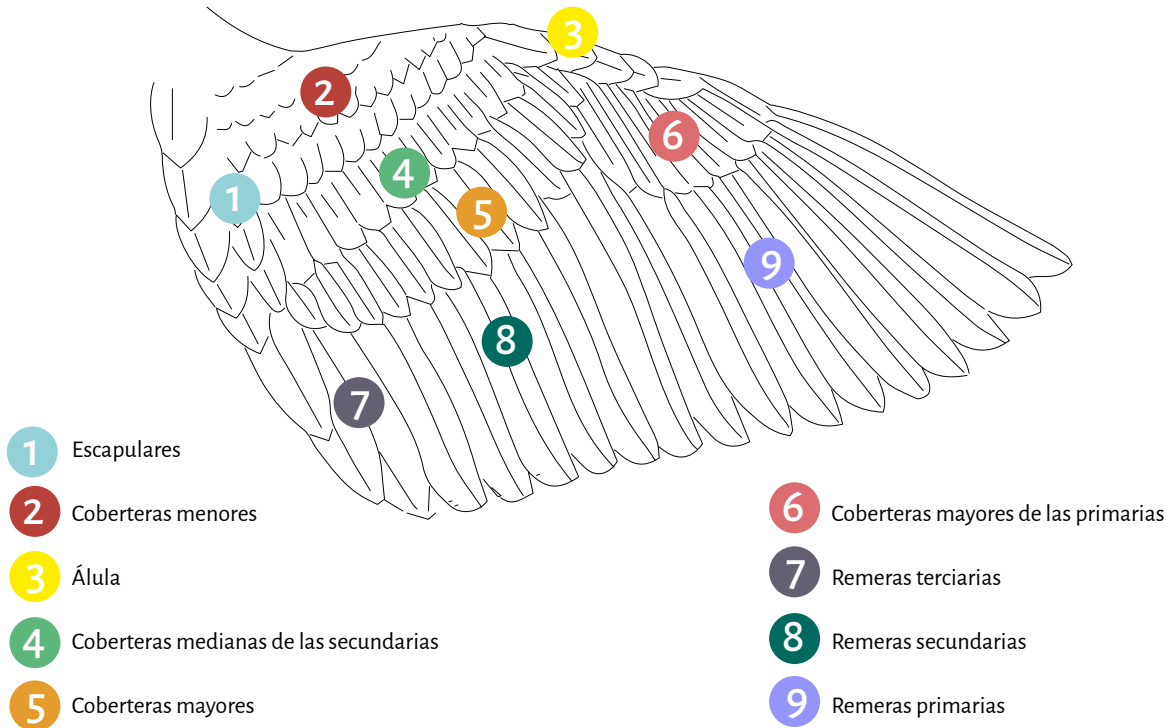 3
2
6
4
1
5
9
8
7
1 Escapulares
2 Coberteras menores
3 Álula
4 Coberteras medianas de las secundarias
5 Coberteras mayores
6 Coberteras mayores de las primarias
7 Remeras terciarias
8 Remeras secundarias
9 Remeras primarias